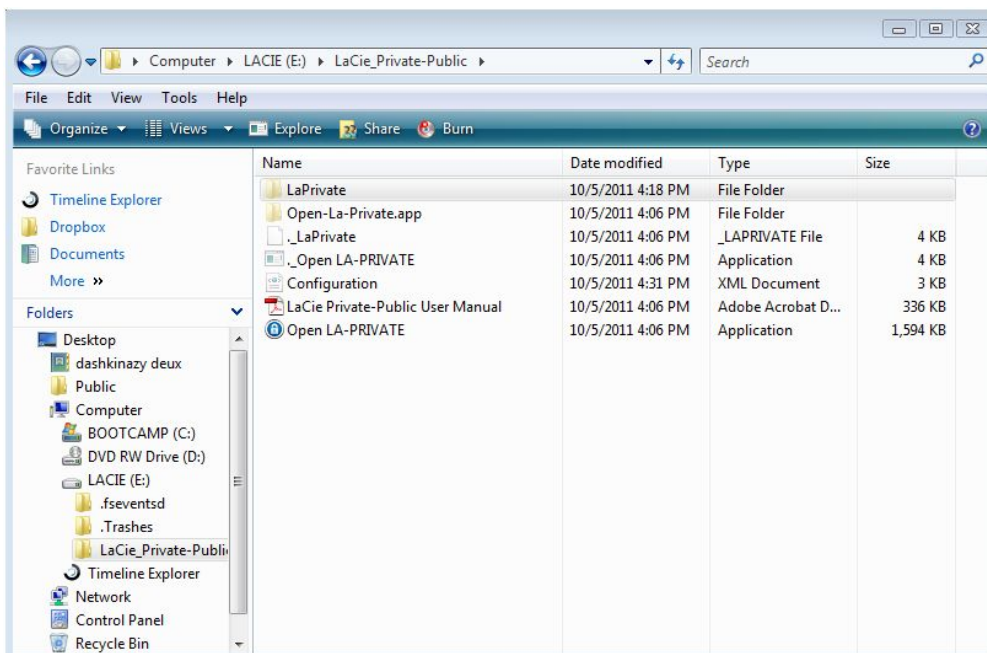 Computer LACIE (E:) LaCie_Private-Public
Search
File Edit View Tools Help
Organize Views Explore Share Burn
Favorite Links
Timeline Explorer
Dropbox
Documents
More »
Folders
Desktop
dashkinazy deux
Public
Computer
BOOTCAMP (C:)
DVD RW Drive (D:)
LACIE (E:)
.fseventsd
.Trashes
LaCie_Private-Publi
Timeline Explorer
Network
Control Panel
Recycle Bin
Name Date modified Type Size
LaPrivate 10/5/2011 4:18 PM File Folder
Open-La-Private.app 10/5/2011 4:06 PM File Folder
._LaPrivate 10/5/2011 4:06 PM _LAPRIVATE File 4 KB
._Open LA-PRIVATE 10/5/2011 4:06 PM Application 4 KB
Configuration 10/5/2011 4:31 PM XML Document 3 KB
LaCie Private-Public User Manual 10/5/2011 4:06 PM Adobe Acrobat D... 336 KB
Open LA-PRIVATE 10/5/2011 4:06 PM Application 1,594 KB